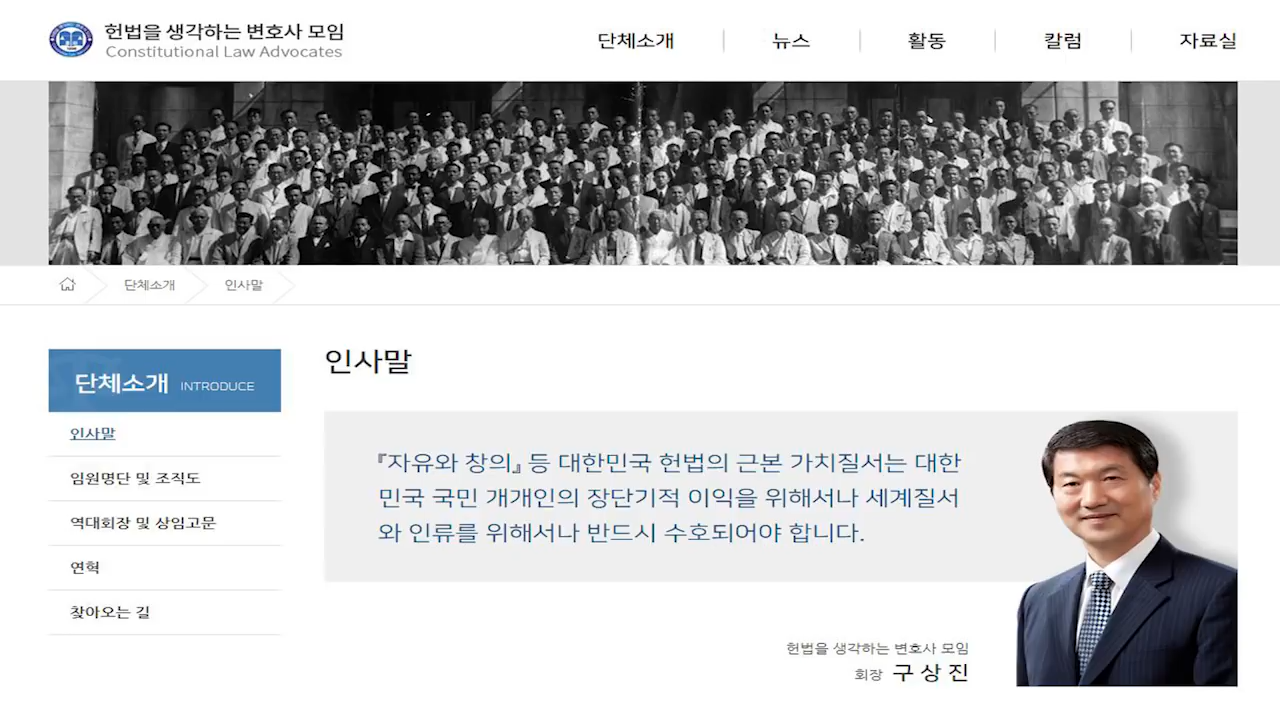 헌법을 생각하는 변호사 모임
Constitutional Law Advocates
단체소개
뉴스
활동
칼럼
자료실
단체소개
인사말
단체소개 INTRODUCE
인사말
임원명단 및 조직도
역대회장 및 상임고문
연혁
찾아오는 길
인사말
『자유와 창의』 등 대한민국 헌법의 근본 가치질서는 대한
민국 국민 개개인의 장단기적 이익을 위해서나 세계질서
와 인류를 위해서나 반드시 수호되어야 합니다.
헌법을 생각하는 변호사 모임
회장 구 상 진